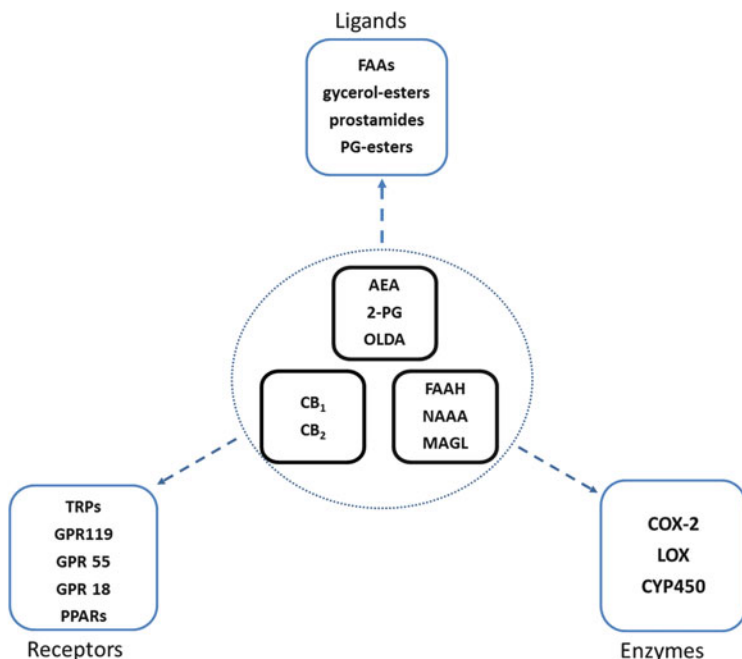 Ligands
FAAs
gycerol-esters
prostamides
PG-esters
AEA
2-PG
OLDA
CB₁
CB₂
FAAH
NAAA
MAGL
TRPs
GPR119
GPR 55
GPR 18
PPARs
Receptors
COX-2
LOX
CYP450
Enzymes